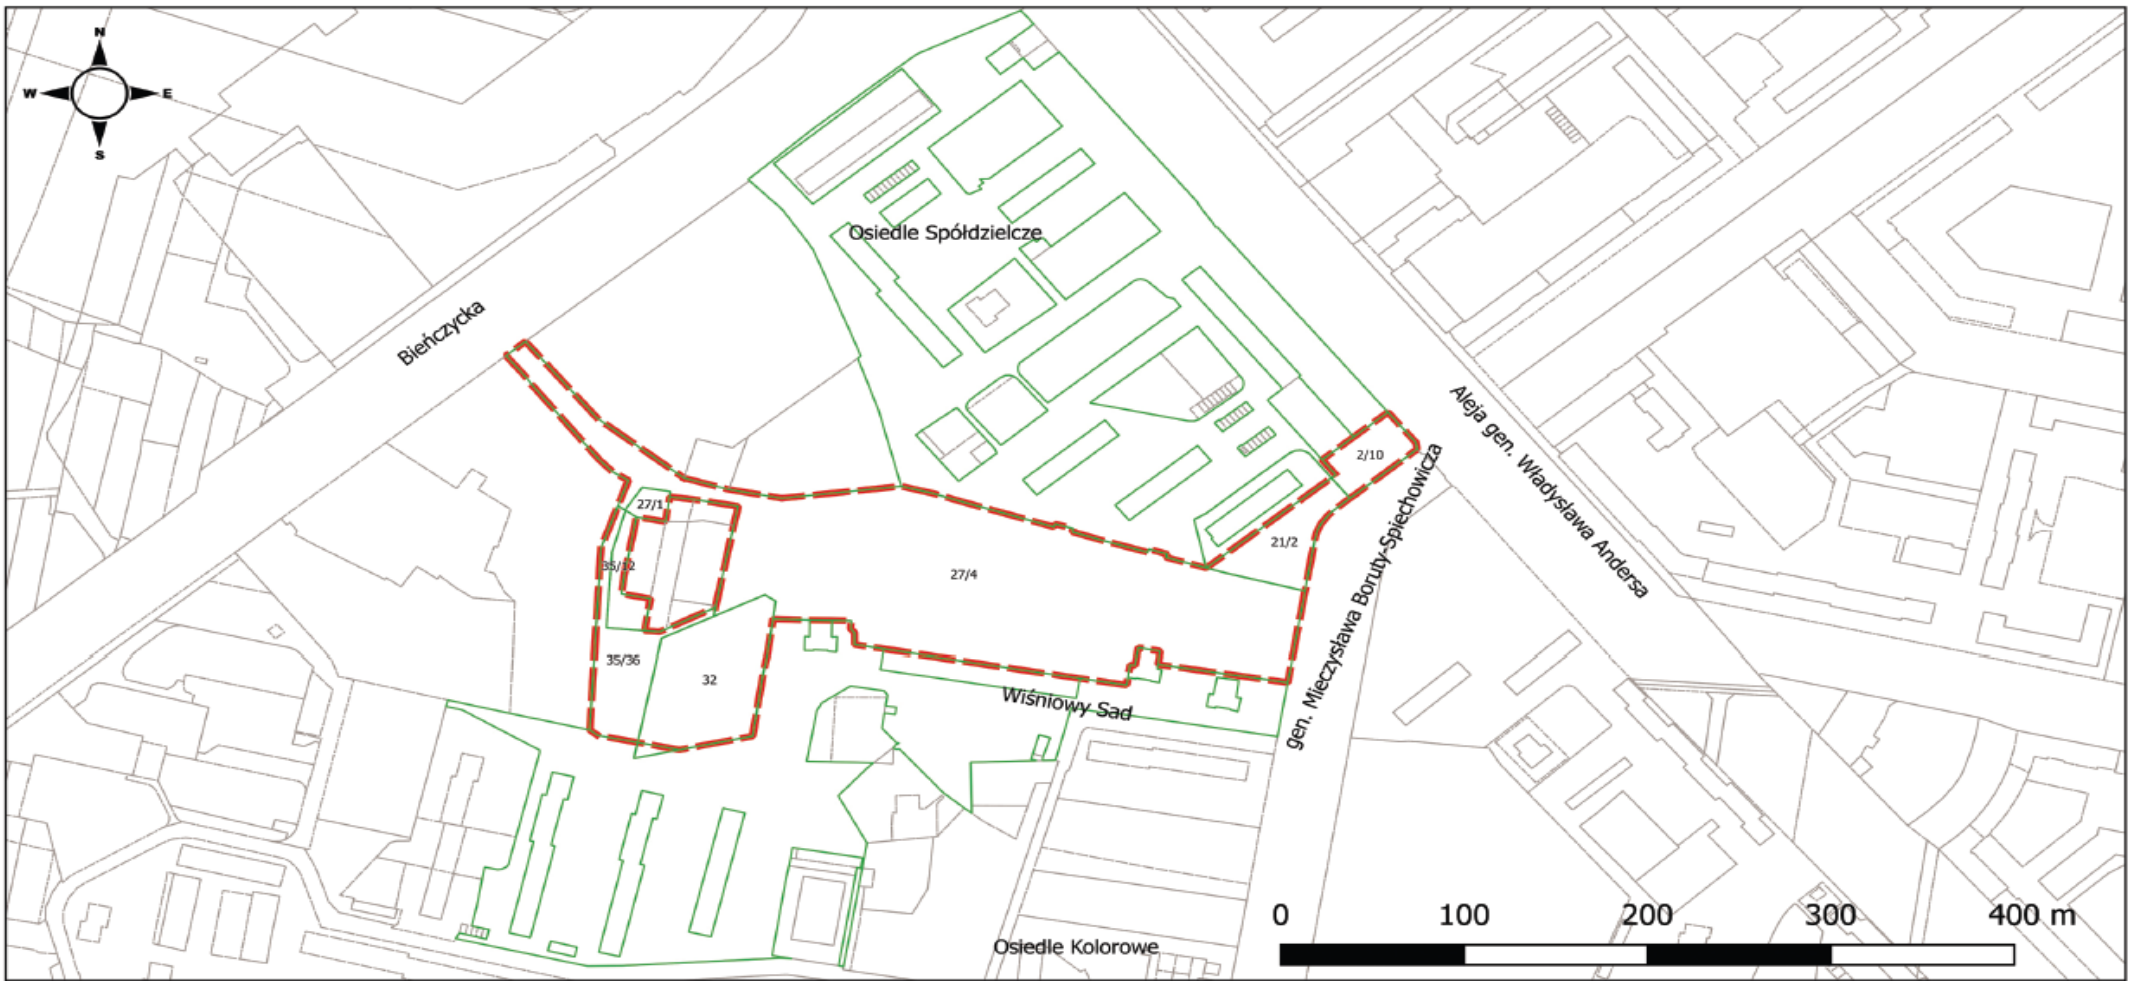 N
W E
S
Osiedle Spółdzielcze
Bieńczycka
Aleja gen. Władysława Andersa
2/10
gen. Mieczysława Boruty-Spiechowicza
27/1
21/2
35/12
27/4
35/36
32
Wiśniowy Sad
0 100 200 300 400 m
Osiedle Kolorowe